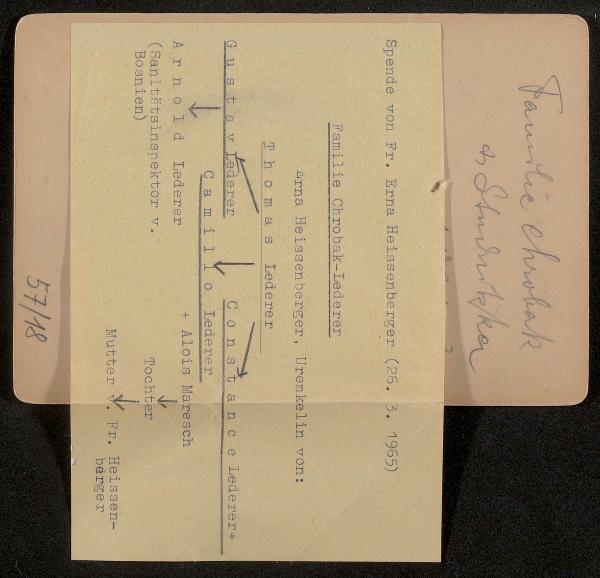 Familie Chrobak
Spende von Fr. Erna Heissenberger (26. 3. 1965)
Familie Chrobak-Lederer
Erna Heissenberger, Urenkelin von:
Thomas Lederer
Gustav Lederer
Constance Lederer+
Camillo Lederer
+ Alois Maresch
Arnold Lederer
(Sanitätsinspektor v.
Bosnien)
Tochter
Mutter v. Fr. Heissen-
berger
57/18